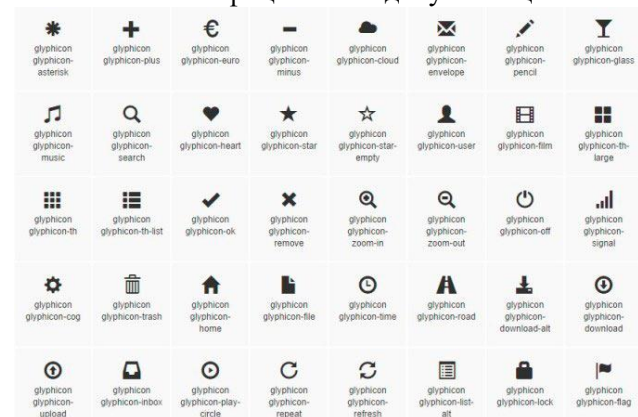 glyphicon glyphicon-asterisk
glyphicon glyphicon-plus
glyphicon glyphicon-euro
glyphicon glyphicon-minus
glyphicon glyphicon-cloud
glyphicon glyphicon-envelope
glyphicon glyphicon-pencil
glyphicon glyphicon-glass
glyphicon glyphicon-music
glyphicon glyphicon-search
glyphicon glyphicon-heart
glyphicon glyphicon-star
glyphicon glyphicon-star-empty
glyphicon glyphicon-user
glyphicon glyphicon-film
glyphicon glyphicon-th-large
glyphicon glyphicon-th
glyphicon glyphicon-th-list
glyphicon glyphicon-ok
glyphicon glyphicon-remove
glyphicon glyphicon-zoom-in
glyphicon glyphicon-zoom-out
glyphicon glyphicon-off
glyphicon glyphicon-signal
glyphicon glyphicon-cog
glyphicon glyphicon-trash
glyphicon glyphicon-home
glyphicon glyphicon-file
glyphicon glyphicon-time
glyphicon glyphicon-road
glyphicon glyphicon-download-alt
glyphicon glyphicon-download
glyphicon glyphicon-upload
glyphicon glyphicon-inbox
glyphicon glyphicon-play-circle
glyphicon glyphicon-repeat
glyphicon glyphicon-refresh
glyphicon glyphicon-list-alt
glyphicon glyphicon-lock
glyphicon glyphicon-flag